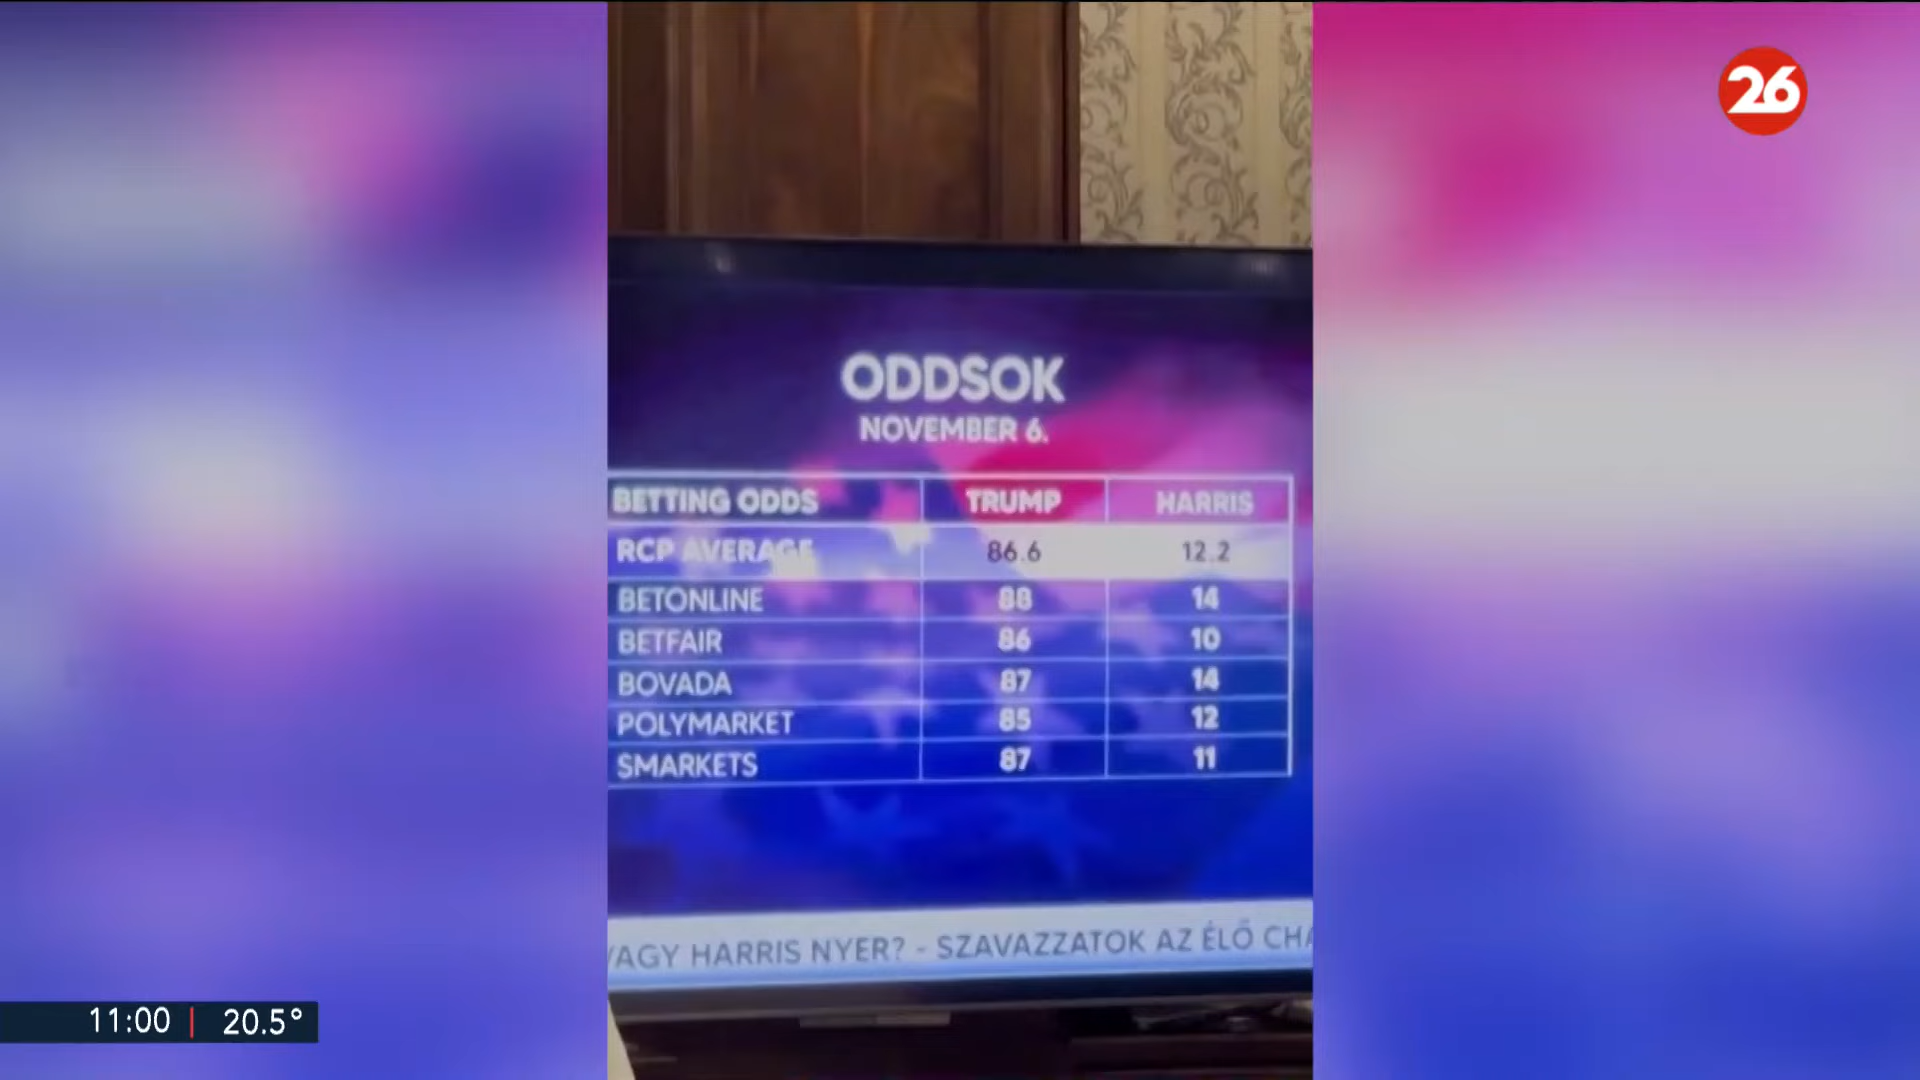 26
ODDSOK
NOVEMBER 6.
BETTING ODDS TRUMP HARRIS
RCP AVERAGE 86.6 12.2
BETONLINE 88 14
BETFAIR 86 10
BOVADA 87 14
POLYMARKET 85 12
SMARKETS 87 11
VAGY HARRIS NYER? - SZAVAZZATOK AZ ÉLŐ CHA
11:00 | 20.5°